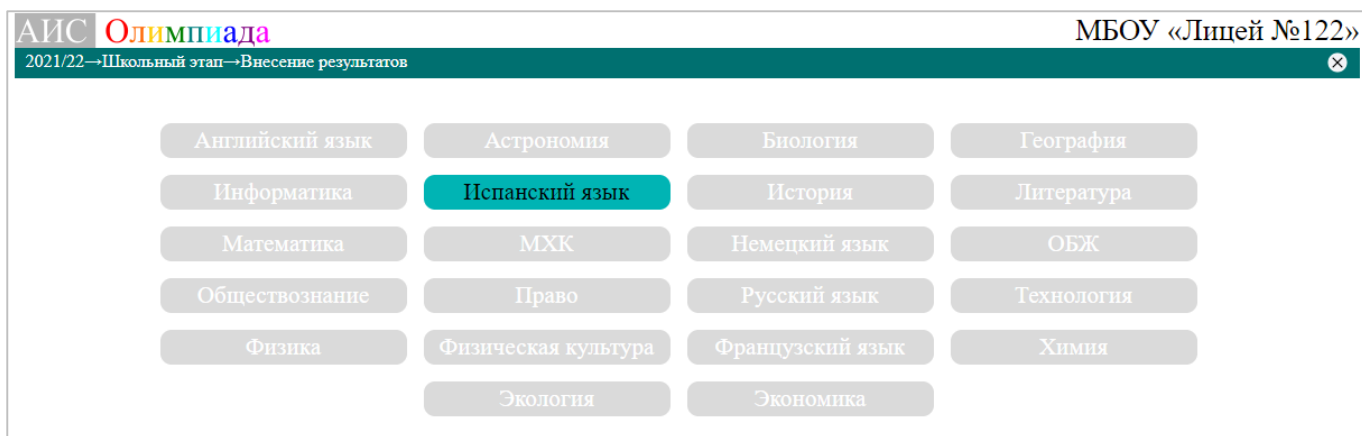 АИС Олимпиада МБОУ «Лицей №122»
2021/22→Школьный этап→Внесение результатов
Английский язык Астрономия Биология География
Информатика Испанский язык История Литература
Математика МХК Немецкий язык ОБЖ
Обществознание Право Русский язык Технология
Физика Физическая культура Французский язык Химия
Экология Экономика